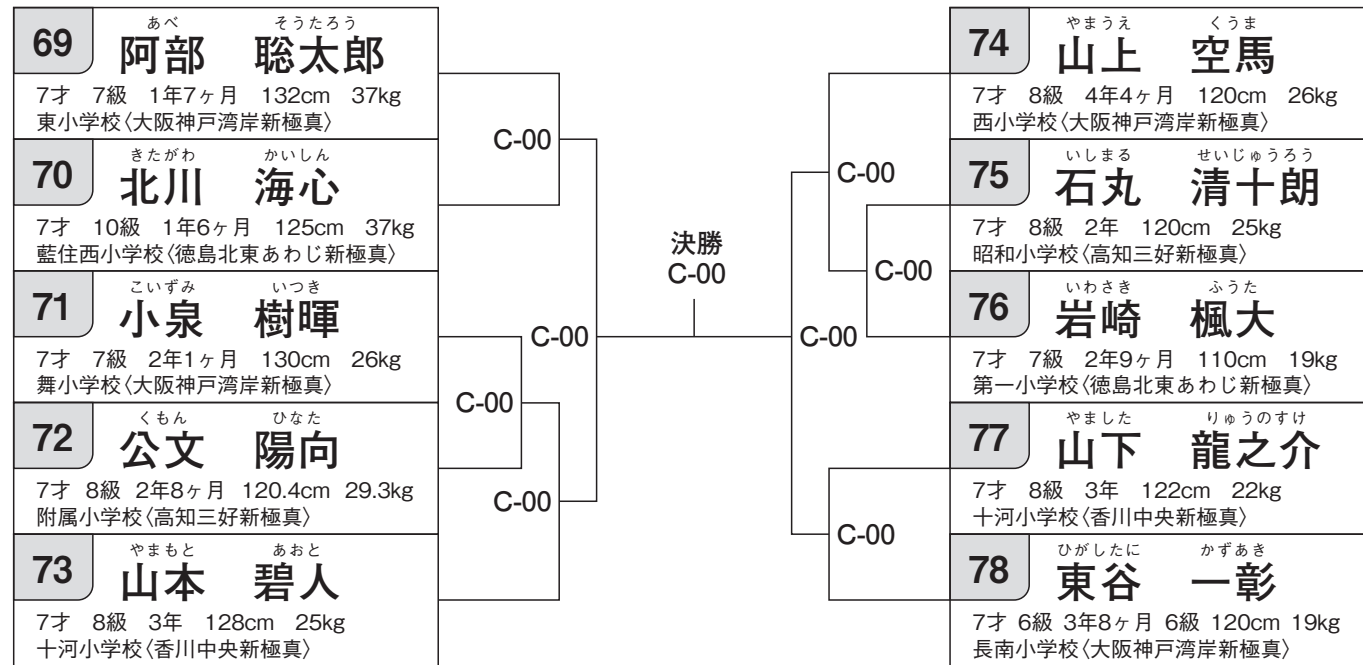 69
あべ そうたろう
阿部 聡太郎
7才 7級 1年7ヶ月 132cm 37kg
東小学校〈大阪神戸湾岸新極真〉
70
きたがわ かいしん
北川 海心
7才 10級 1年6ヶ月 125cm 37kg
藍住西小学校〈徳島北東あわじ新極真〉
71
こいずみ いつき
小泉 樹暉
7才 7級 2年1ヶ月 130cm 26kg
舞小学校〈大阪神戸湾岸新極真〉
72
くもん ひなた
公文 陽向
7才 8級 2年8ヶ月 120.4cm 29.3kg
附属小学校〈高知三好新極真〉
73
やまもと あおと
山本 碧人
7才 8級 3年 128cm 25kg
十河小学校〈香川中央新極真〉
C-00
C-00
C-00
C-00
決勝
C-00
C-00
C-00
C-00
C-00
74
やまうえ くうま
山上 空馬
7才 8級 4年4ヶ月 120cm 26kg
西小学校〈大阪神戸湾岸新極真〉
75
いしまる せいじゅうろう
石丸 清十朗
7才 8級 2年 120cm 25kg
昭和小学校〈高知三好新極真〉
76
いわさき ふうた
岩崎 楓大
7才 7級 2年9ヶ月 110cm 19kg
第一小学校〈徳島北東あわじ新極真〉
77
やました りゅうのすけ
山下 龍之介
7才 8級 3年 122cm 22kg
十河小学校〈香川中央新極真〉
78
ひがしたに かずあき
東谷 一彰
7才 6級 3年8ヶ月 6級 120cm 19kg
長南小学校〈大阪神戸湾岸新極真〉